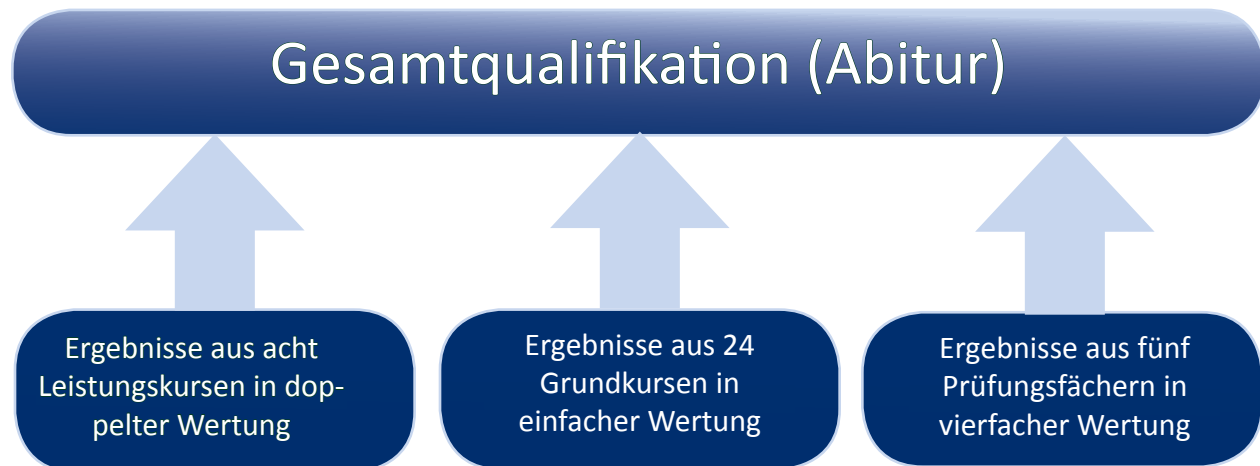 Gesamtqualifikation (Abitur)
Ergebnisse aus acht
Leistungskursen in dop-
pelter Wertung
Ergebnisse aus 24
Grundkursen in
einfacher Wertung
Ergebnisse aus fünf
Prüfungsfächern in
vierfacher Wertung